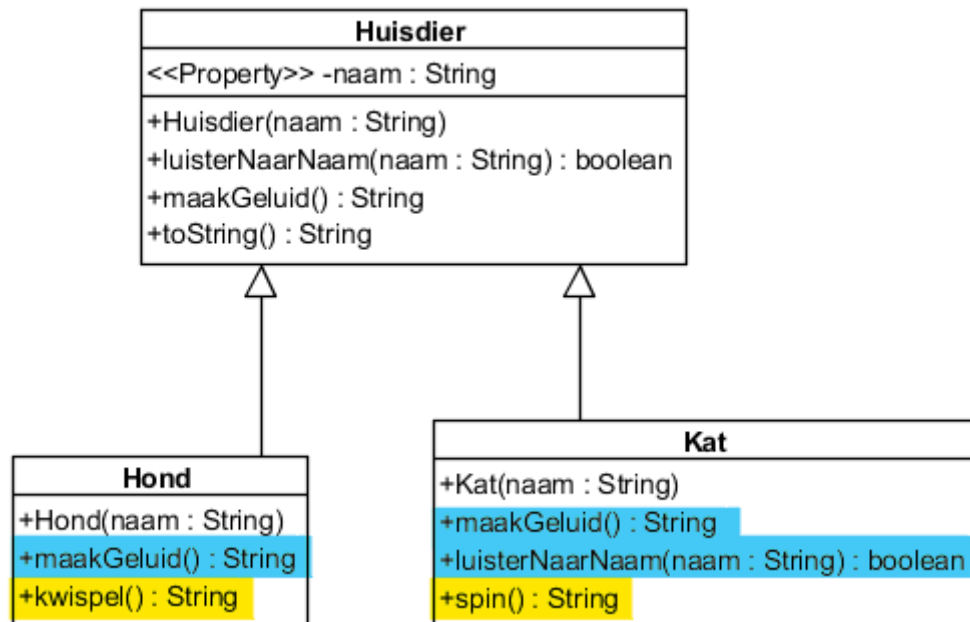 Huisdier
<<Property>> -naam : String
+Huisdier(naam : String)
+luisterNaarNaam(naam : String) : boolean
+maakGeluid() : String
+toString() : String
Hond
+Hond(naam : String)
+maakGeluid() : String
+kwispel() : String
Kat
+Kat(naam : String)
+maakGeluid() : String
+luisterNaarNaam(naam : String) : boolean
+spin() : String